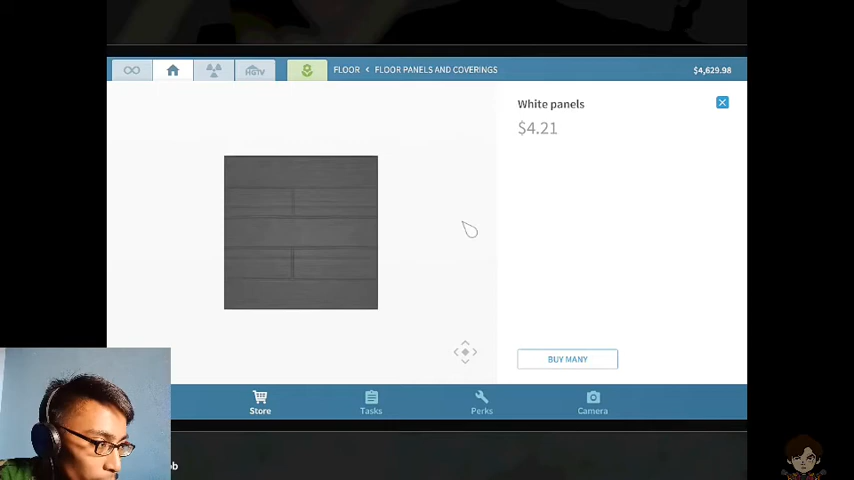 HGTV
FLOOR < FLOOR PANELS AND COVERINGS
$4,629.98
White panels
$4.21
BUY MANY
Store
Tasks
Perks
Camera
ob